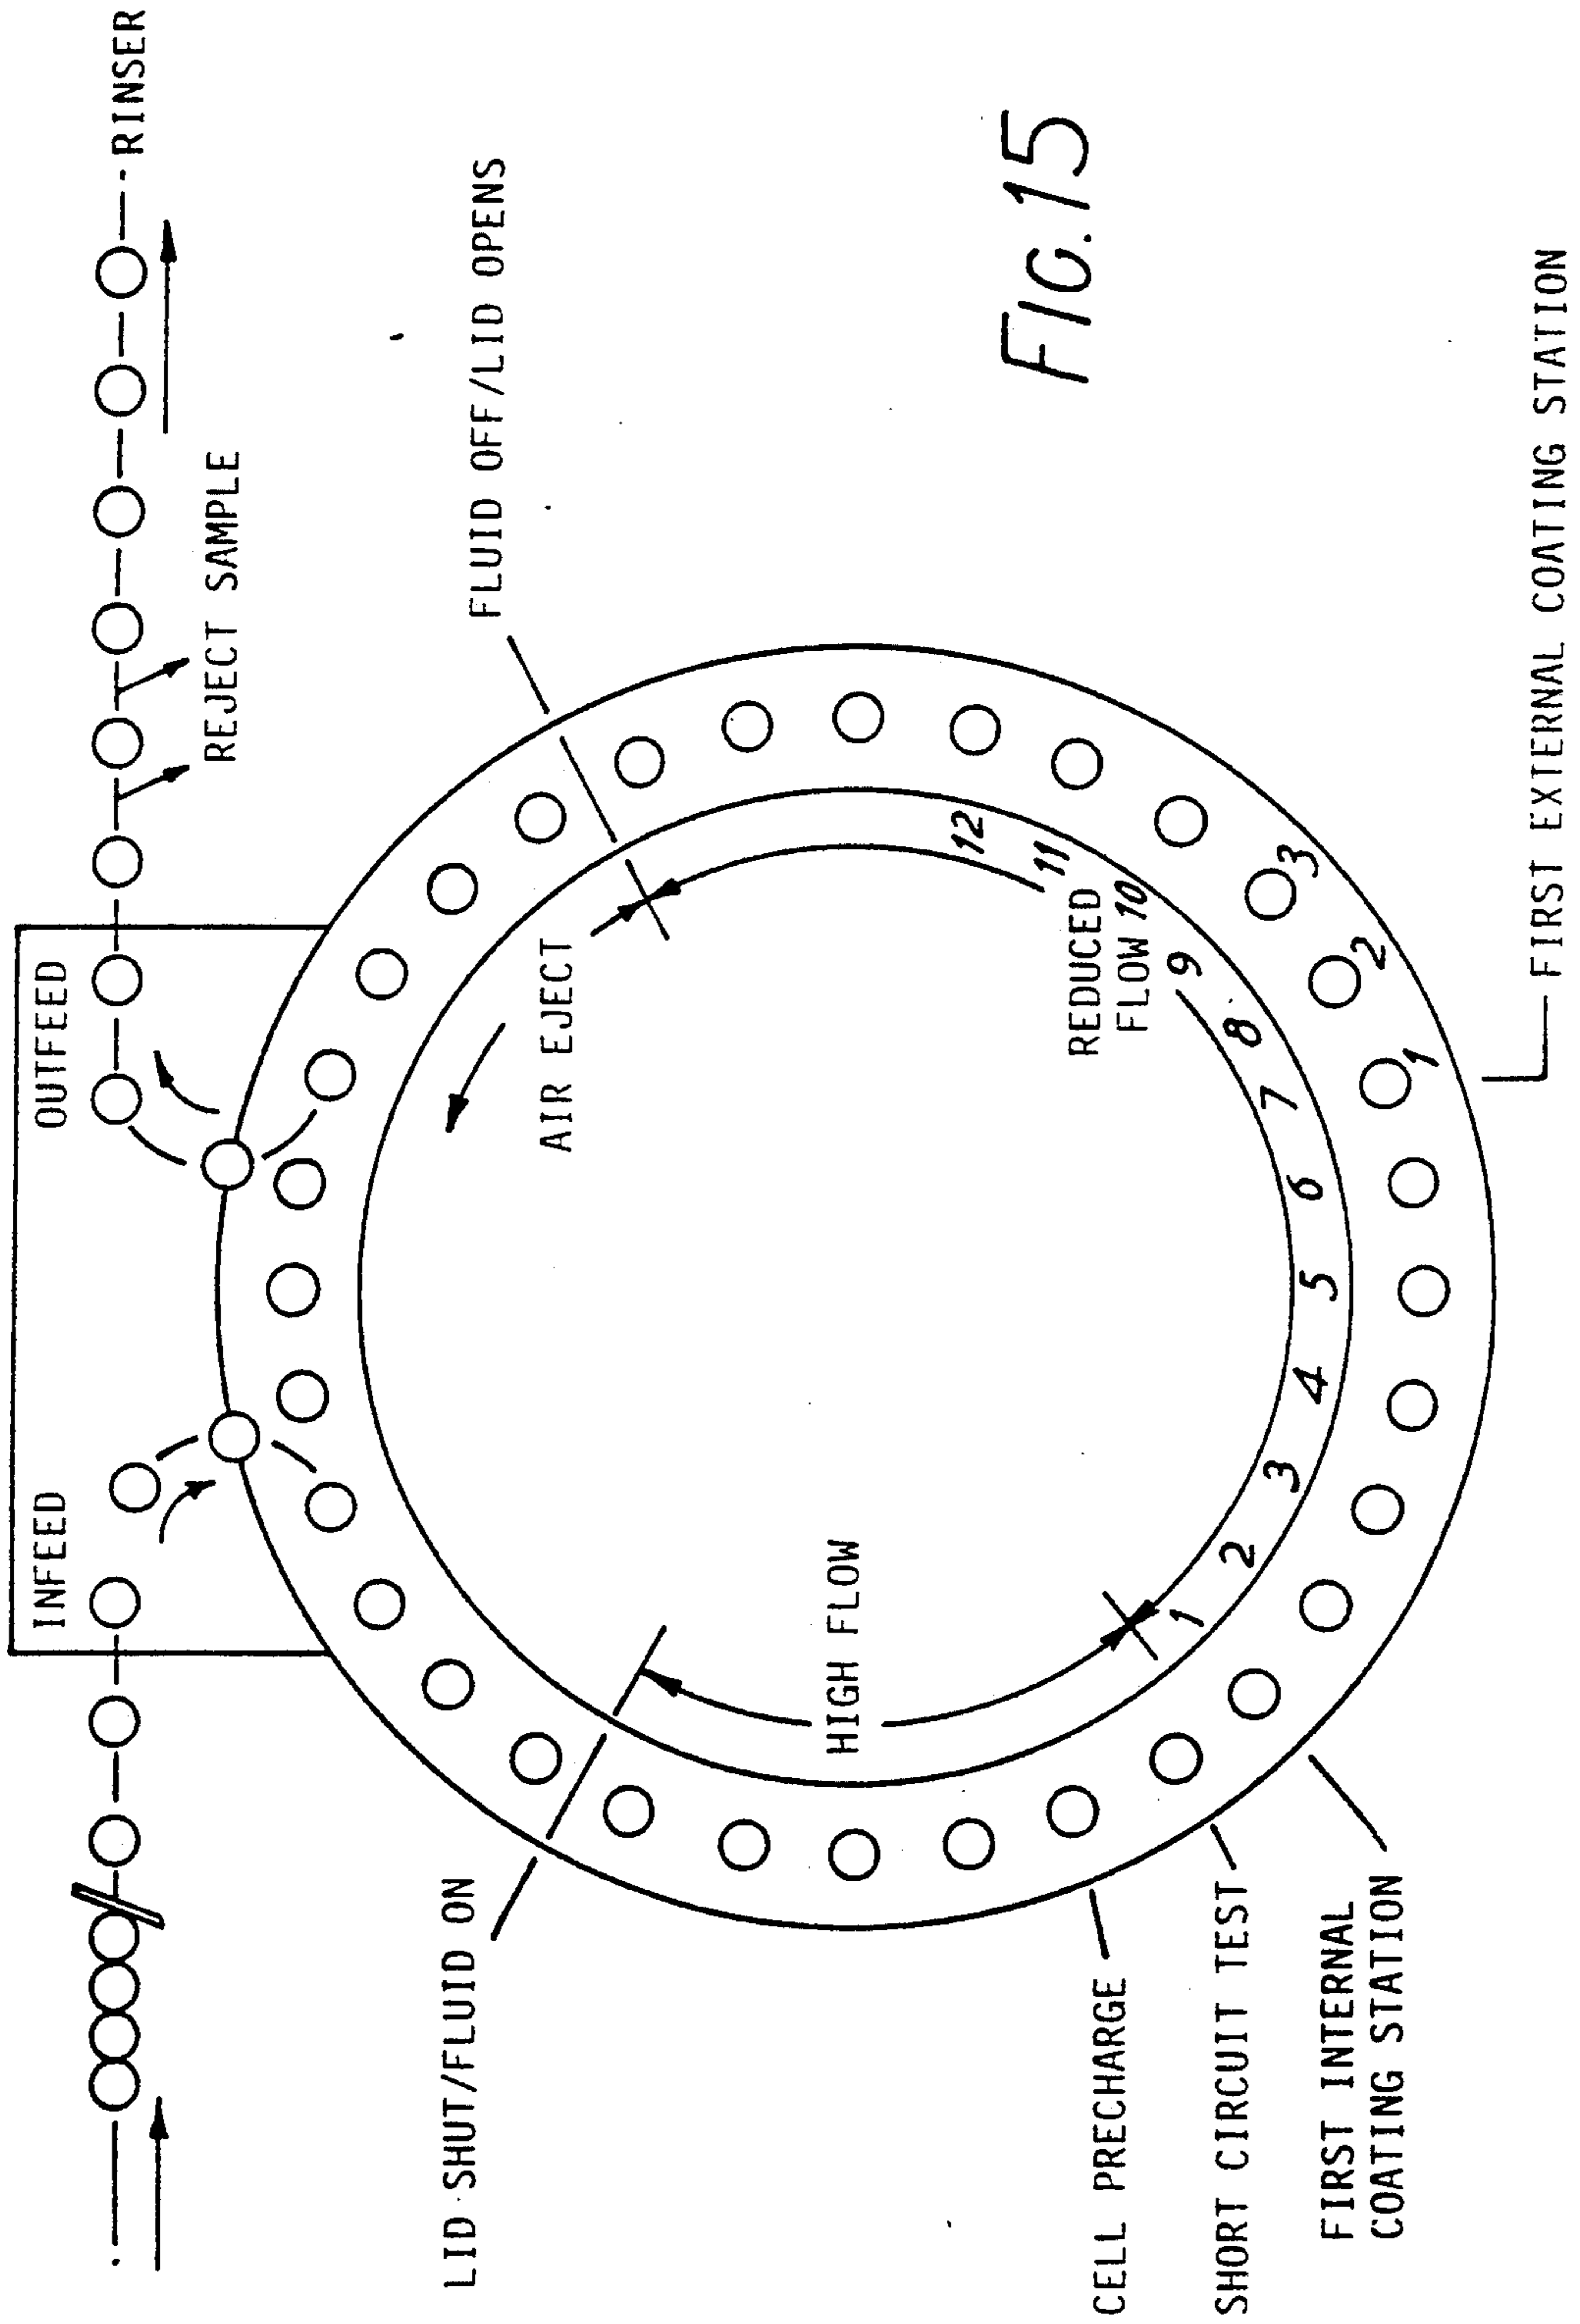 INFEED
OUTFEED
RINSER
REJECT SAMPLE
LID SHUT/FLUID ON
FLUID OFF/LID OPENS
AIR EJECT
HIGH FLOW
REDUCED
FLOW
1
2
3
4
5
6
7
8
9
10
11
12
1
2
3
CELL PRECHARGE
SHORT CIRCUIT TEST
FIRST INTERNAL
COATING STATION
FIRST EXTERNAL COATING STATION
FIG. 15